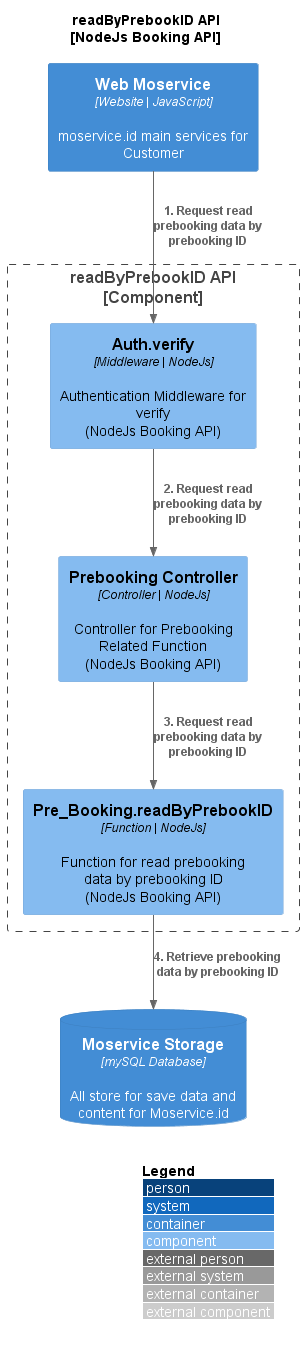 readByPrebookID API
[NodeJs Booking API]
Web Moservice
[Website | JavaScript]
moservice.id main services for
Customer
1. Request read
prebooking data by
prebooking ID
readByPrebookID API
[Component]
Auth.verify
[Middleware | NodeJs]
Authentication Middleware for
verify
(NodeJs Booking API)
2. Request read
prebooking data by
prebooking ID
Prebooking Controller
[Controller | NodeJs]
Controller for Prebooking
Related Function
(NodeJs Booking API)
3. Request read
prebooking data by
prebooking ID
Pre_Booking.readByPrebookID
[Function | NodeJs]
Function for read prebooking
data by prebooking ID
(NodeJs Booking API)
4. Retrieve prebooking
data by prebooking ID
Moservice Storage
[mySQL Database]
All store for save data and
content for Moservice.id
Legend
person
system
container
component
external person
external system
external container
external component